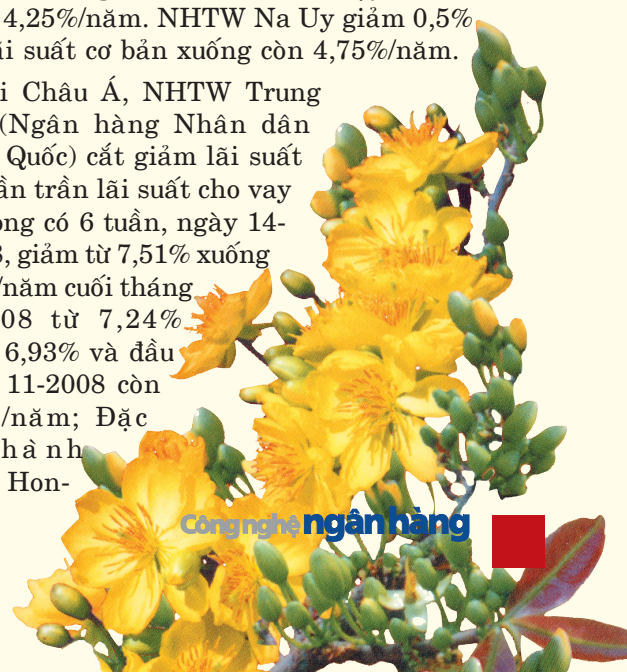 4,25%/năm. NHTW Na Uy giảm 0,5%
lãi suất cơ bản xuống còn 4,75%/năm.
i Châu Á, NHTW Trung
(Ngân hàng Nhân dân
Quốc) cắt giảm lãi suất
trần lãi suất cho vay
có 6 tuần, ngày 14-
giảm từ 7,51% xuống
/năm cuối tháng
08 từ 7,24%
6,93% và đầu
11-2008 còn
/năm; Đặc
hành
Hon-
Công nghệ ngân hàng